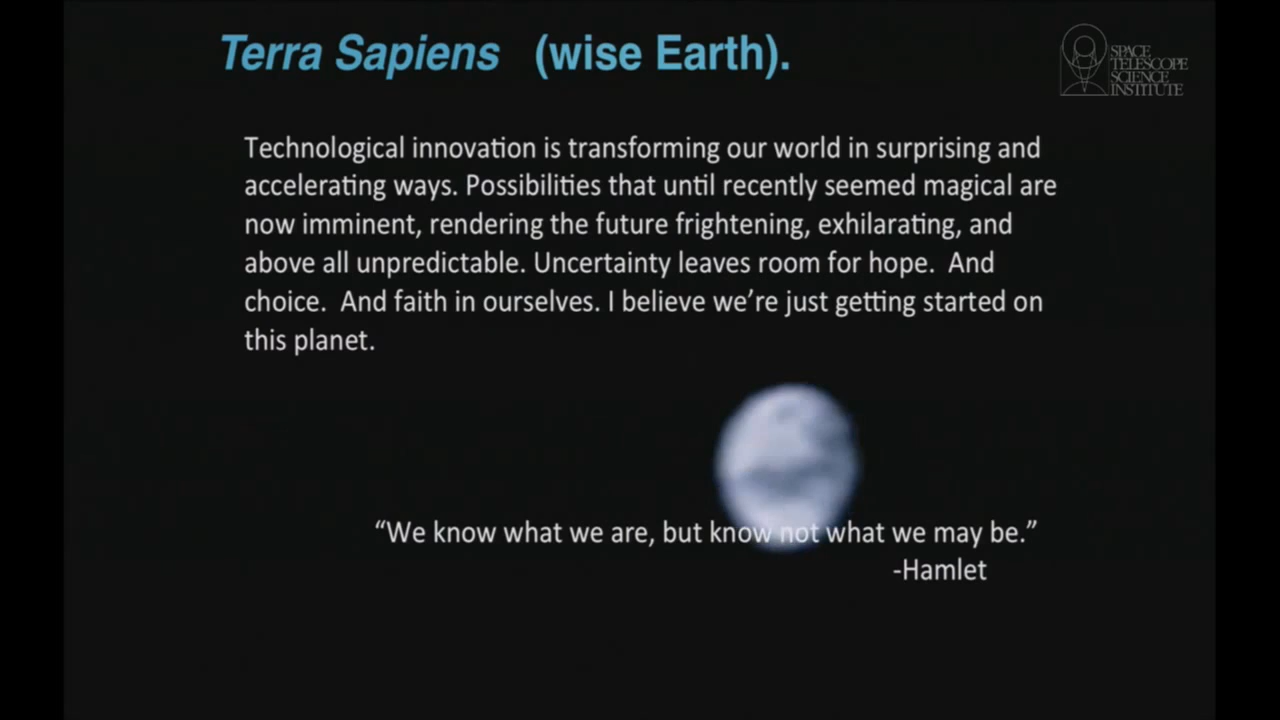 Terra Sapiens (wise Earth).
SPACE
TELESCOPE
SCIENCE
INSTITUTE
Technological innovation is transforming our world in surprising and
accelerating ways. Possibilities that until recently seemed magical are
now imminent, rendering the future frightening, exhilarating, and
above all unpredictable. Uncertainty leaves room for hope.  And
choice.  And faith in ourselves. I believe we’re just getting started on
this planet.
“We know what we are, but know not what we may be.”
-Hamlet